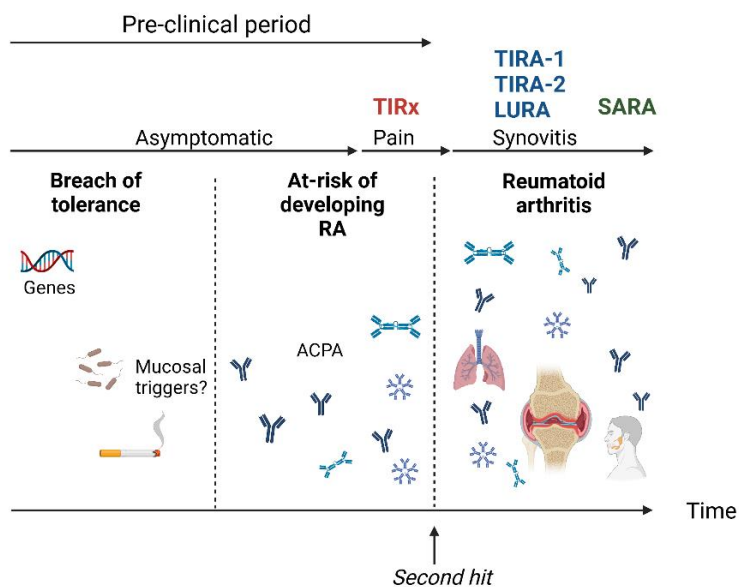 Pre-clinical period
TIRA-1
TIRA-2
LURA
TIRx
SARA
Asymptomatic
Pain
Synovitis
Breach of
tolerance
At-risk of
developing
RA
Reumatoid
arthritis
Genes
ACPA
Mucosal
triggers?
Time
Second hit